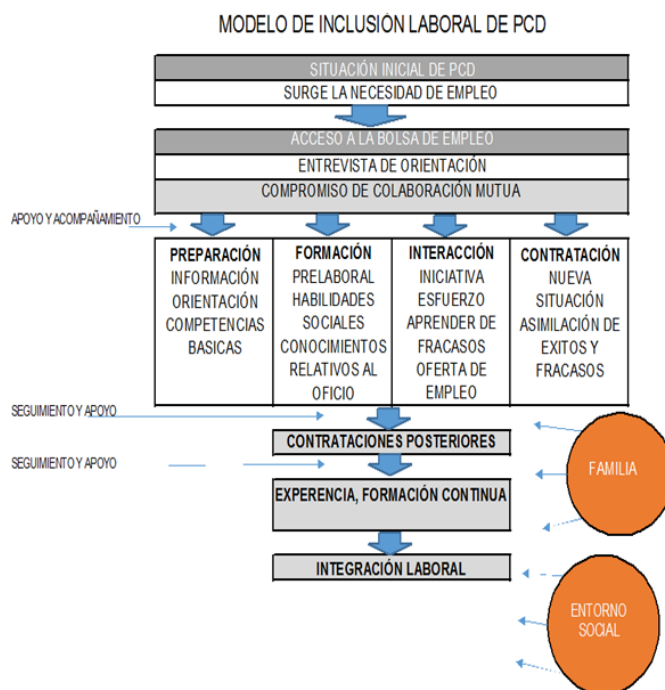 MODELO DE INCLUSIÓN LABORAL DE PCD
SITUACIÓN INICIAL DE PCD
SURGE LA NECESIDAD DE EMPLEO
ACCESO A LA BOLSA DE EMPLEO
ENTREVISTA DE ORIENTACIÓN
COMPROMISO DE COLABORACIÓN MUTUA
APOYO Y ACOMPAÑAMIENTO
PREPARACIÓN
INFORMACIÓN
ORIENTACIÓN
COMPETENCIAS
BASICAS
FORMACIÓN
PRELABORAL
HABILIDADES
SOCIALES
CONOCIMIENTOS
RELATIVOS AL
OFICIO
INTERACCIÓN
INICIATIVA
ESFUERZO
APRENDER DE
FRACASOS
OFERTA DE
EMPLEO
CONTRATACIÓN
NUEVA
SITUACIÓN
ASIMILACIÓN DE
EXITOS Y
FRACASOS
SEGUIMIENTO Y APOYO
CONTRATACIONES POSTERIORES
SEGUIMIENTO Y APOYO
FAMILIA
EXPERENCIA, FORMACIÓN CONTINUA
INTEGRACIÓN LABORAL
ENTORNO
SOCIAL